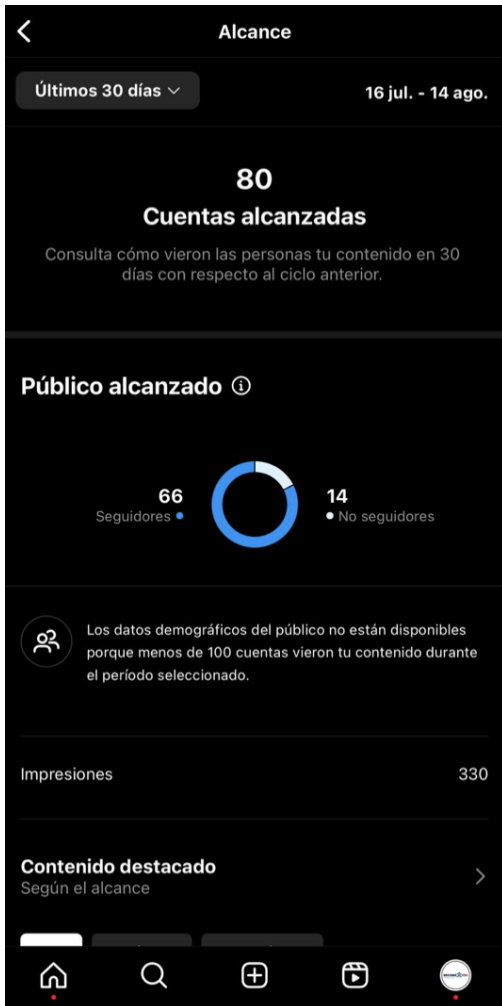 Alcance
Últimos 30 días
16 jul. - 14 ago.
80
Cuentas alcanzadas
Consulta cómo vieron las personas tu contenido en 30
días con respecto al ciclo anterior.
Público alcanzado
66
Seguidores
14
No seguidores
Los datos demográficos del público no están disponibles
porque menos de 100 cuentas vieron tu contenido durante
el período seleccionado.
Impresiones
330
Contenido destacado
Según el alcance